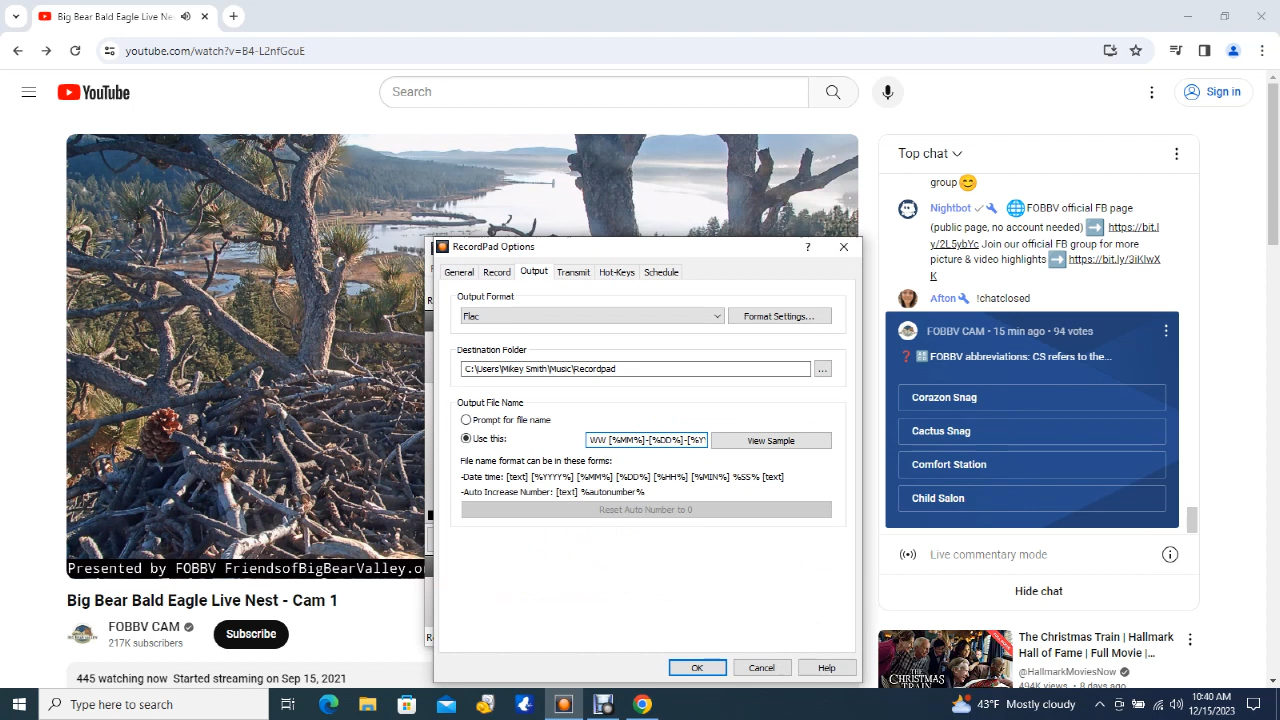 Big Bear Bald Eagle Live Nes
youtube.com/watch?v=B4-L2nfGcuE
YouTube
Search
Sign in
Top chat
group
Nightbot FOBBV official FB page
(public page, no account needed) https://bit.l
y/2L5ybYc Join our official FB group for more
picture & video highlights https://bit.ly/3iKlwX
K
Afton !chatclosed
FOBBV CAM · 15 min ago · 94 votes
FOBBV abbreviations: CS refers to the...
Corazon Snag
Cactus Snag
Comfort Station
Child Salon
Live commentary mode
Hide chat
RecordPad Options
General Record Output Transmit Hot-Keys Schedule
Output Format
Flac Format Settings...
Destination Folder
C:\Users\Mikey Smith\Music\Recordpad ...
Output File Name
Prompt for file name
Use this: WW [%MM%]-[%DD%]-[%Y View Sample
File name format can be in these forms:
-Date time: [text] [%YYYY%] [%MM%] [%DD%] [%HH%] [%MIN%] %SS% [text]
-Auto Increase Number: [text] %autonumber%
Reset Auto Number to 0
OK Cancel Help
Presented by FOBBV FriendsofBigBearValley.o
Big Bear Bald Eagle Live Nest - Cam 1
FOBBV CAM
217K subscribers
Subscribe
445 watching now Started streaming on Sep 15, 2021
THE CHRISTMAS TRAIN
The Christmas Train | Hallmark
Hall of Fame | Full Movie |...
@HallmarkMoviesNow
494K views · 8 days ago
Type here to search
43°F Mostly cloudy
10:40 AM
12/15/2023